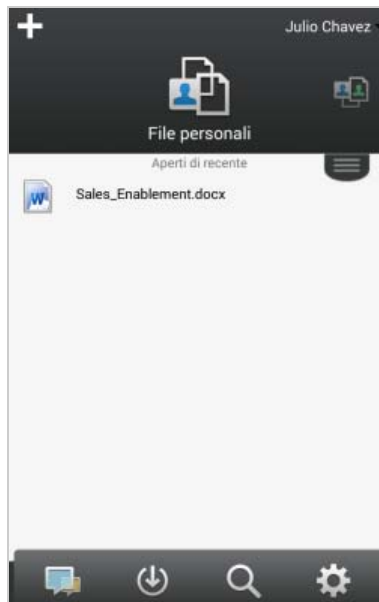 Julio Chavez
File personali
Aperti di recente
Sales_Enablement.docx